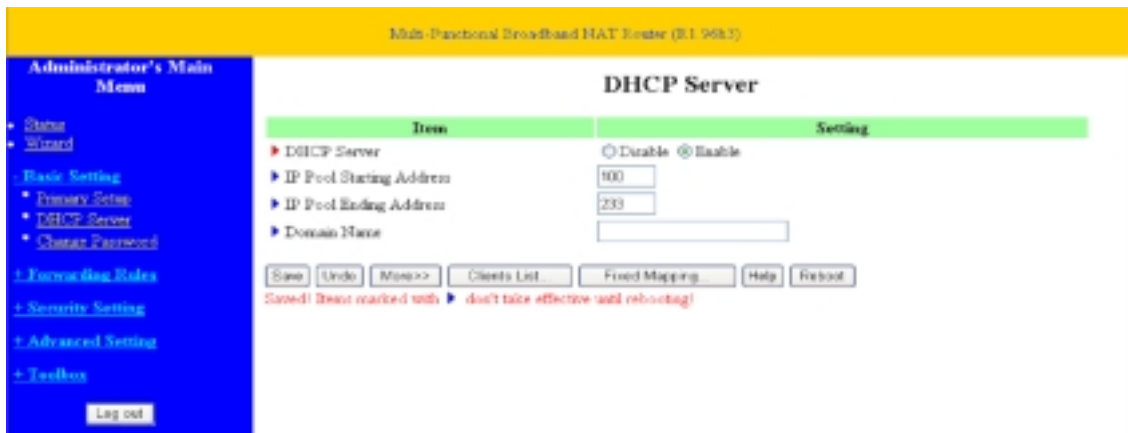 Multi-Functional Broadband NAT Router (R1.96h3)
Administrator's Main
Menu
Status
Wizard
- Basic Setting
Primary Setup
DHCP Server
Change Password
+ Forwarding Rules
+ Security Setting
+ Advanced Setting
+ Toolbox
Log out
DHCP Server
Item Setting
DHCP Server Disable Enable
IP Pool Starting Address 100
IP Pool Ending Address 233
Domain Name
Save Undo More>> Clients List... Fixed Mapping... Help Reboot
Saved! Items marked with don't take effective until rebooting!